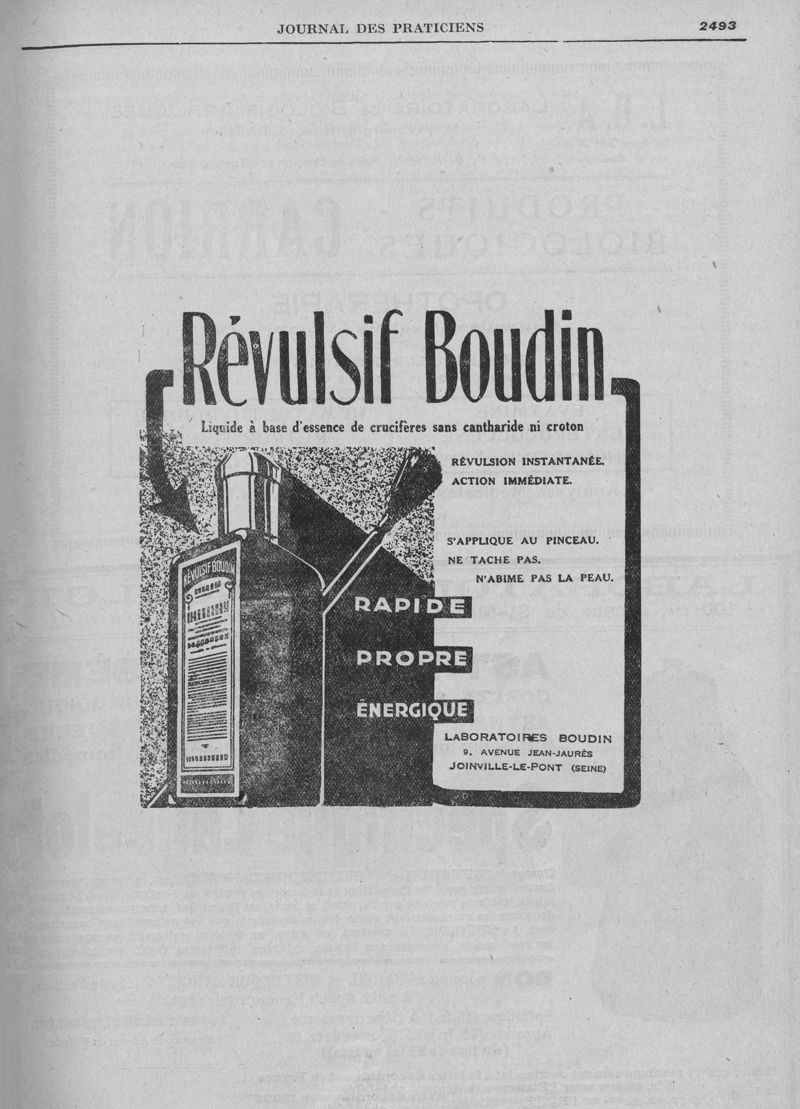 JOURNAL DES PRATICIENS 2493
Révulsif Boudin
Liquide à base d'essence de crucifères sans cantharide ni croton
RÉVULSION INSTANTANÉE.
ACTION IMMÉDIATE.
S'APPLIQUE AU PINCEAU.
NE TACHE PAS.
N'ABIME PAS LA PEAU.
RÉVULSIF BOUDIN
RAPIDE
PROPRE
ÉNERGIQUE
LABORATOIRES BOUDIN
9, AVENUE JEAN-JAURÈS
JOINVILLE-LE-PONT (SEINE)